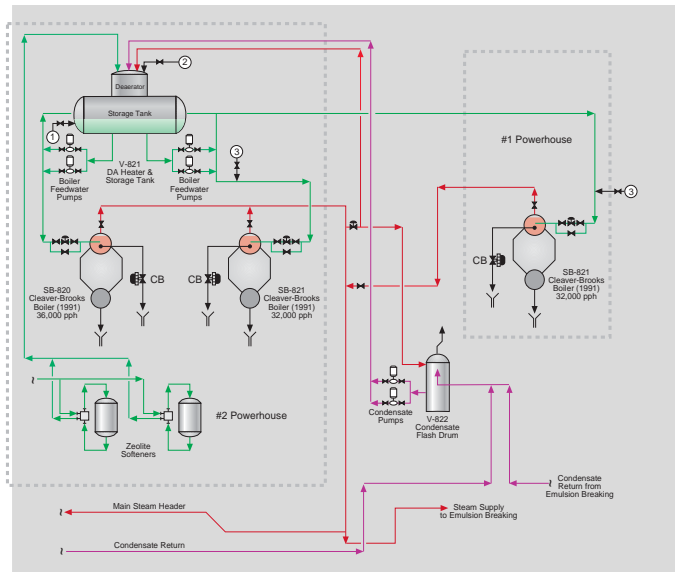 2
Deaerator
Storage Tank
1
#1 Powerhouse
3
V-821
DA Heater &
Storage Tank
Boiler
Feedwater
Pumps
Boiler
Feedwater
Pumps
3
CB
CB
CB
SB-820
Cleaver-Brooks
Boiler (1991)
36,000 pph
SB-821
Cleaver-Brooks
Boiler (1991)
32,000 pph
SB-821
Cleaver-Brooks
Boiler (1991)
32,000 pph
#2 Powerhouse
Zeolite
Softeners
Condensate
Pumps
V-822
Condensate
Flash Drum
Condensate
Return from
Emulsion Breaking
Main Steam Header
Steam Supply
to Emulsion Breaking
Condensate Return